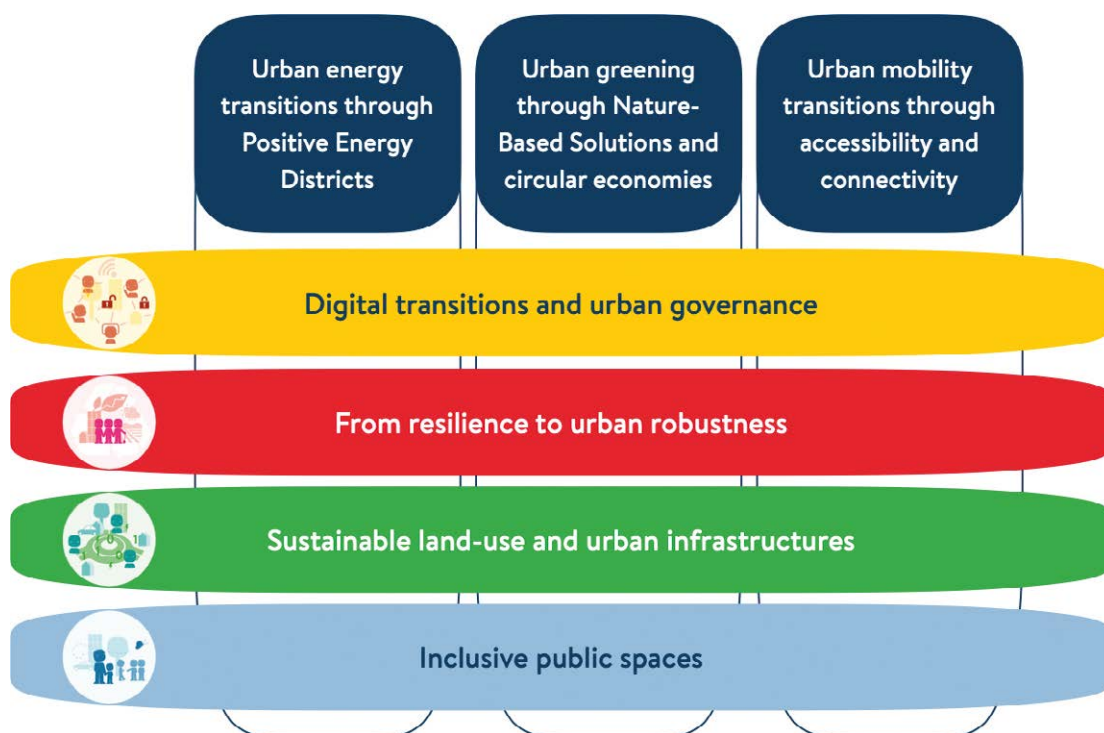 Urban energy
transitions through
Positive Energy
Districts
Urban greening
through Nature-
Based Solutions and
circular economies
Urban mobility
transitions through
accessibility and
connectivity
Digital transitions and urban governance
From resilience to urban robustness
Sustainable land-use and urban infrastructures
Inclusive public spaces